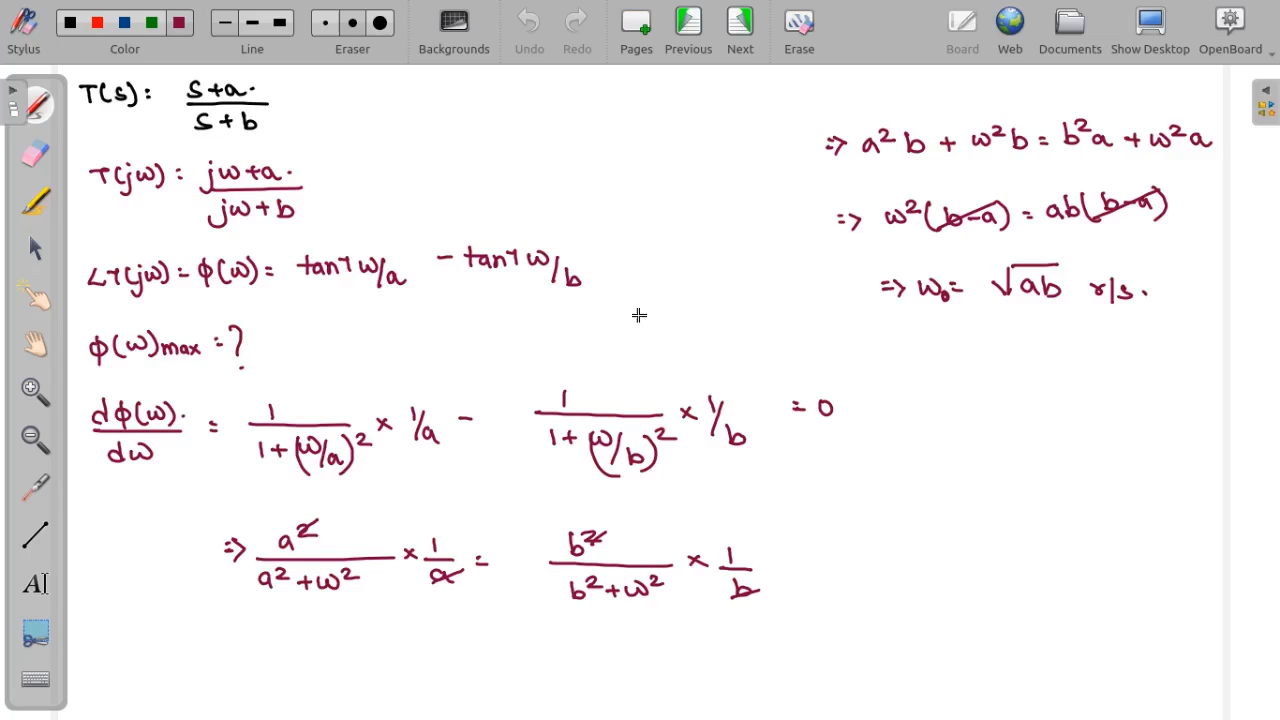 Stylus Color Line Eraser Backgrounds Undo Redo Pages Previous Next Erase Board Web Documents Show Desktop OpenBoard
T(s): s+a. / s+b
T(jω): jω+a. / jω+b
∠T(jω) = φ(ω) = tan⁻¹ ω/a - tan⁻¹ ω/b
φ(ω)max = ?
dφ(ω). / dω = 1 / 1+(ω/a)² × 1/a - 1 / 1+(ω/b)² × 1/b = 0
⇒ a² / a²+ω² × 1/a = b² / b²+ω² × 1/b
⇒ a²b + ω²b = b²a + ω²a
⇒ ω²(b-a) = ab(b-a)
⇒ ω₀ = √ab r/s.
AI